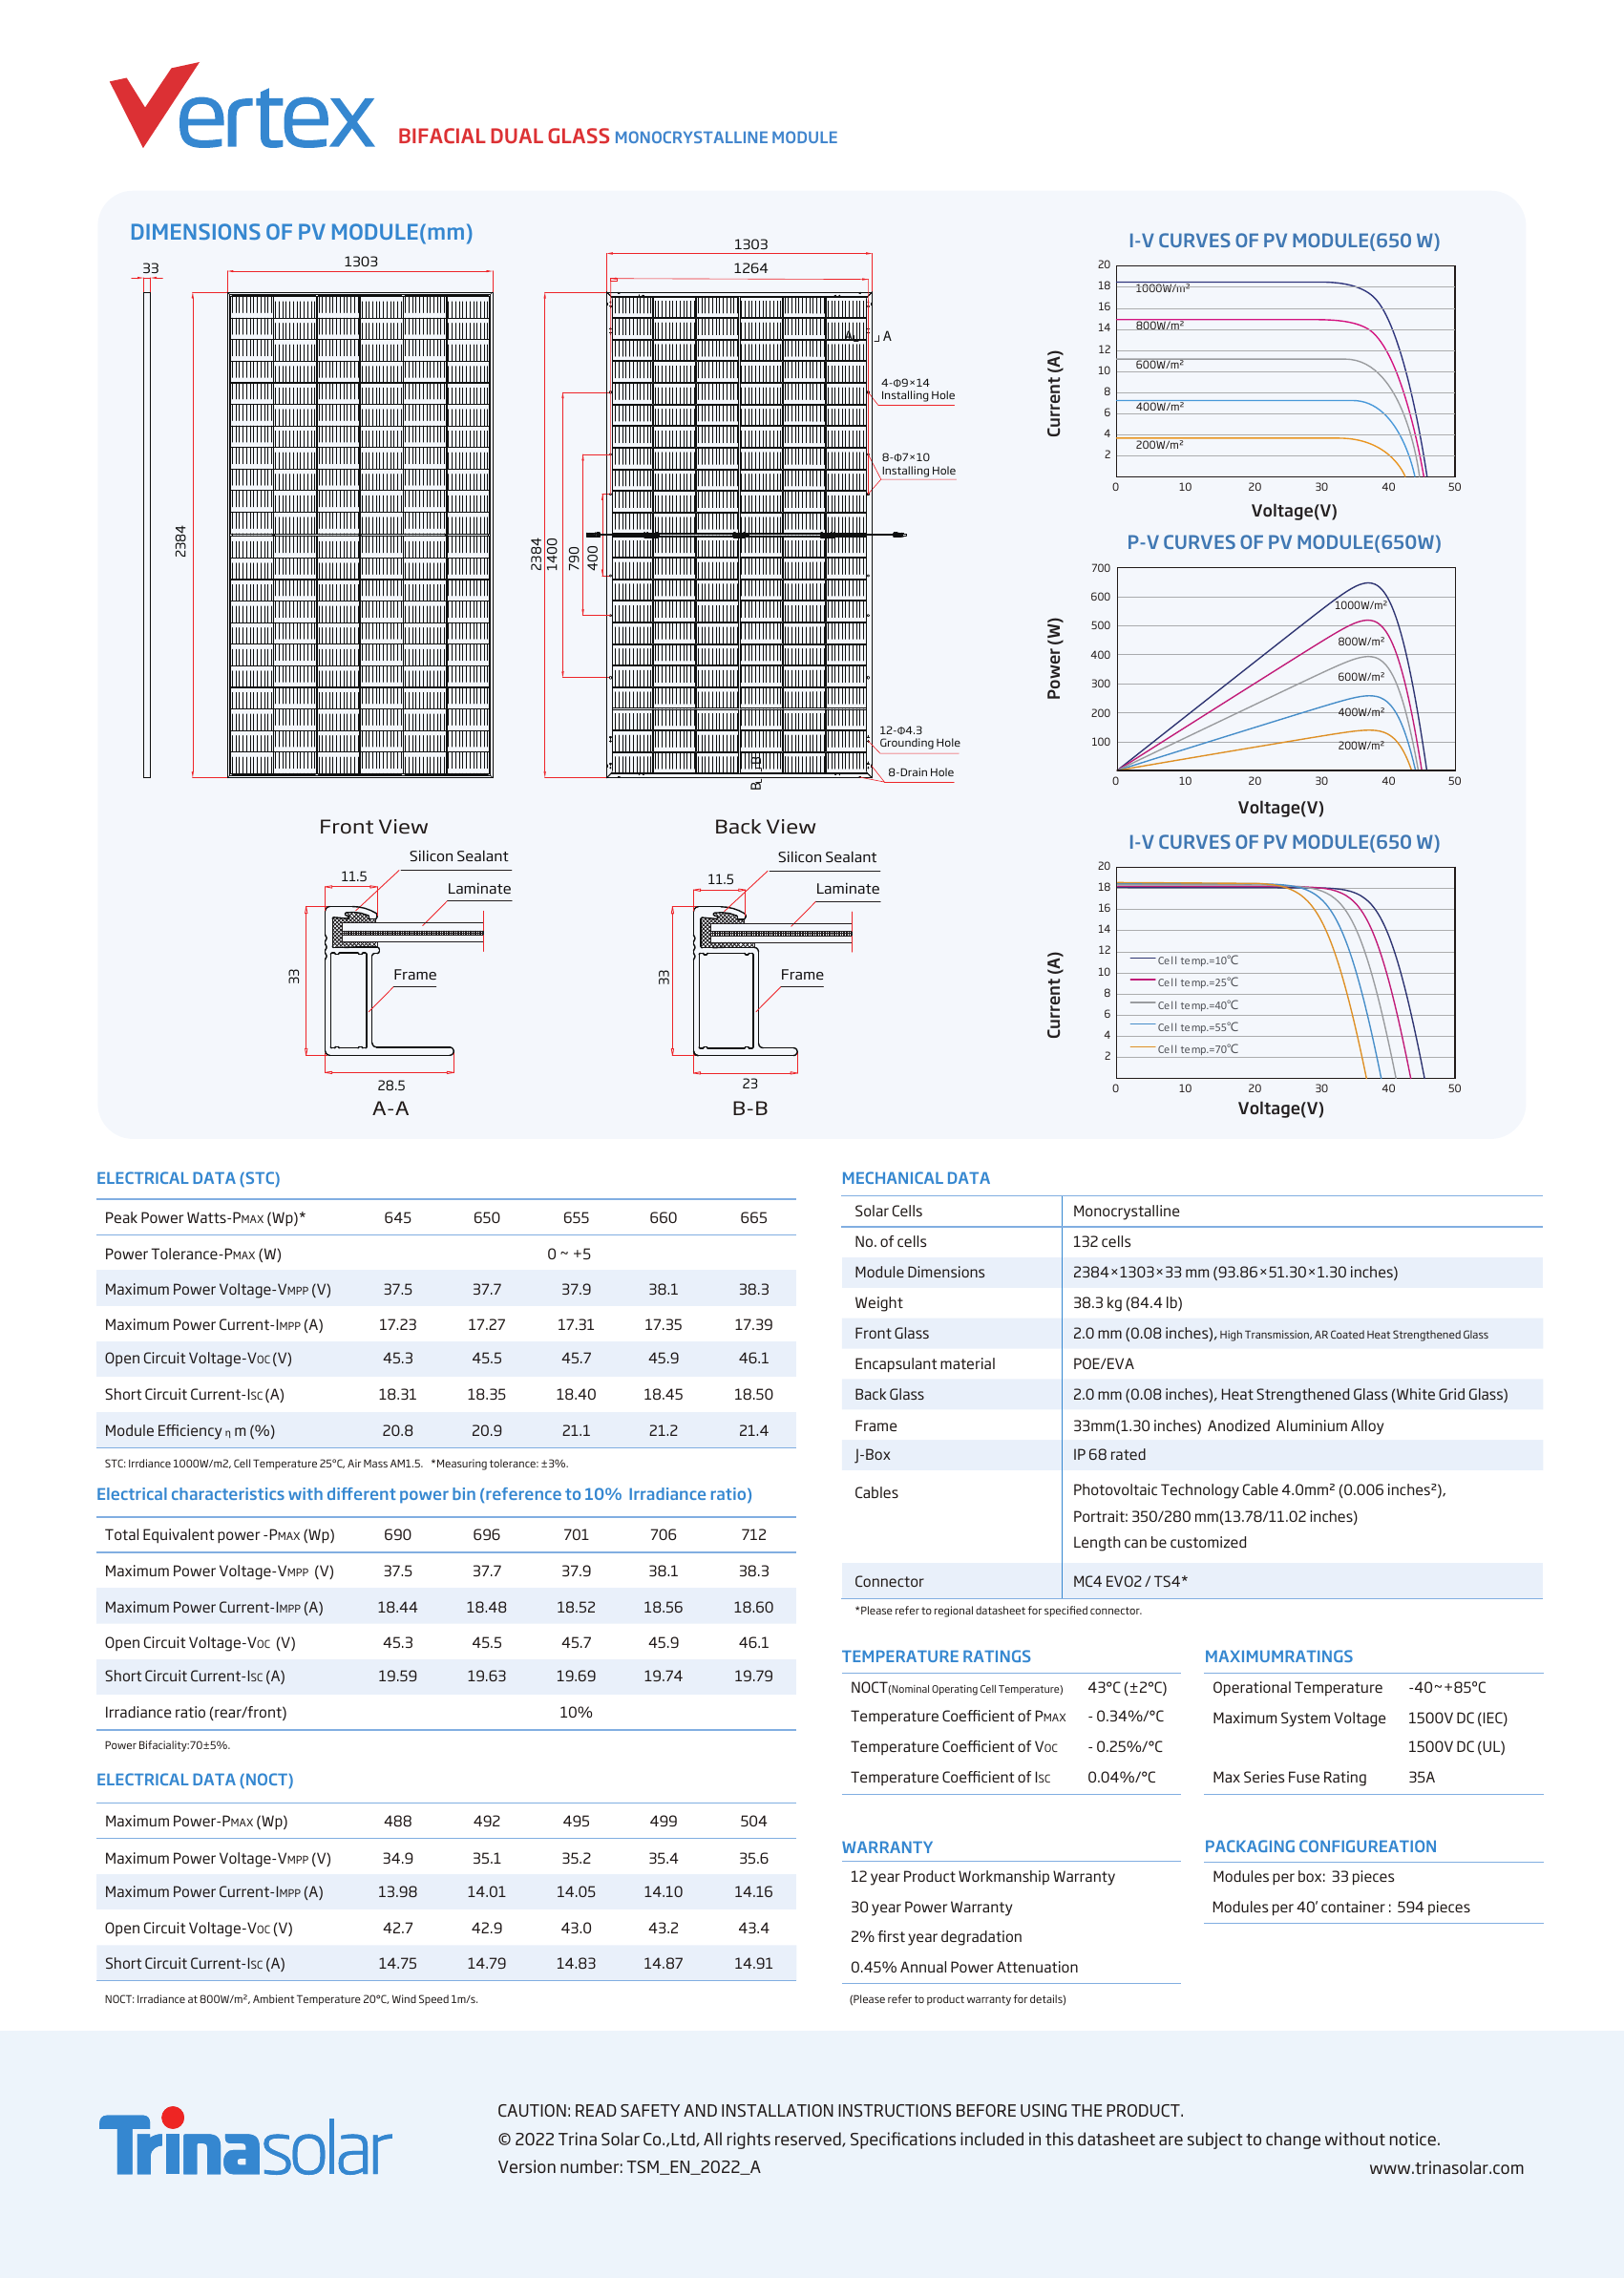 Vertex BIFACIAL DUAL GLASS MONOCRYSTALLINE MODULE
DIMENSIONS OF PV MODULE(mm)
33
1303
2384
1303
1264
2384
1400
790
400
A
A
4-Φ9×14
Installing Hole
8-Φ7×10
Installing Hole
12-Φ4.3
Grounding Hole
8-Drain Hole
B
B
Front View
Back View
Silicon Sealant
11.5
Laminate
33
Frame
28.5
A-A
Silicon Sealant
11.5
Laminate
33
Frame
23
B-B
I-V CURVES OF PV MODULE(650 W)
Current (A)
20
18
16
14
12
10
8
6
4
2
1000W/m²
800W/m²
600W/m²
400W/m²
200W/m²
0 10 20 30 40 50
Voltage(V)
P-V CURVES OF PV MODULE(650W)
Power (W)
700
600
500
400
300
200
100
1000W/m²
800W/m²
600W/m²
400W/m²
200W/m²
0 10 20 30 40 50
Voltage(V)
I-V CURVES OF PV MODULE(650 W)
Current (A)
20
18
16
14
12
10
8
6
4
2
Cell temp.=10℃
Cell temp.=25℃
Cell temp.=40℃
Cell temp.=55℃
Cell temp.=70℃
0 10 20 30 40 50
Voltage(V)
ELECTRICAL DATA (STC)
Peak Power Watts-PMAX (Wp)* 645 650 655 660 665
Power Tolerance-PMAX (W) 0 ~ +5
Maximum Power Voltage-VMPP (V) 37.5 37.7 37.9 38.1 38.3
Maximum Power Current-IMPP (A) 17.23 17.27 17.31 17.35 17.39
Open Circuit Voltage-VOC (V) 45.3 45.5 45.7 45.9 46.1
Short Circuit Current-ISC (A) 18.31 18.35 18.40 18.45 18.50
Module Efficiency η m (%) 20.8 20.9 21.1 21.2 21.4
STC: Irrdiance 1000W/m2, Cell Temperature 25°C, Air Mass AM1.5. *Measuring tolerance: ±3%.
Electrical characteristics with different power bin (reference to 10% Irradiance ratio)
Total Equivalent power -PMAX (Wp) 690 696 701 706 712
Maximum Power Voltage-VMPP (V) 37.5 37.7 37.9 38.1 38.3
Maximum Power Current-IMPP (A) 18.44 18.48 18.52 18.56 18.60
Open Circuit Voltage-VOC (V) 45.3 45.5 45.7 45.9 46.1
Short Circuit Current-ISC (A) 19.59 19.63 19.69 19.74 19.79
Irradiance ratio (rear/front) 10%
Power Bifaciality:70±5%.
ELECTRICAL DATA (NOCT)
Maximum Power-PMAX (Wp) 488 492 495 499 504
Maximum Power Voltage-VMPP (V) 34.9 35.1 35.2 35.4 35.6
Maximum Power Current-IMPP (A) 13.98 14.01 14.05 14.10 14.16
Open Circuit Voltage-VOC (V) 42.7 42.9 43.0 43.2 43.4
Short Circuit Current-ISC (A) 14.75 14.79 14.83 14.87 14.91
NOCT: Irradiance at 800W/m², Ambient Temperature 20°C, Wind Speed 1m/s.
MECHANICAL DATA
Solar Cells Monocrystalline
No. of cells 132 cells
Module Dimensions 2384×1303×33 mm (93.86×51.30×1.30 inches)
Weight 38.3 kg (84.4 lb)
Front Glass 2.0 mm (0.08 inches), High Transmission, AR Coated Heat Strengthened Glass
Encapsulant material POE/EVA
Back Glass 2.0 mm (0.08 inches), Heat Strengthened Glass (White Grid Glass)
Frame 33mm(1.30 inches) Anodized Aluminium Alloy
J-Box IP 68 rated
Cables Photovoltaic Technology Cable 4.0mm² (0.006 inches²),
Portrait: 350/280 mm(13.78/11.02 inches)
Length can be customized
Connector MC4 EVO2 / TS4*
*Please refer to regional datasheet for specified connector.
TEMPERATURE RATINGS
NOCT(Nominal Operating Cell Temperature) 43°C (±2°C)
Temperature Coefficient of PMAX - 0.34%/°C
Temperature Coefficient of VOC - 0.25%/°C
Temperature Coefficient of ISC 0.04%/°C
MAXIMUMRATINGS
Operational Temperature -40~+85°C
Maximum System Voltage 1500V DC (IEC)
1500V DC (UL)
Max Series Fuse Rating 35A
WARRANTY
12 year Product Workmanship Warranty
30 year Power Warranty
2% first year degradation
0.45% Annual Power Attenuation
(Please refer to product warranty for details)
PACKAGING CONFIGUREATION
Modules per box: 33 pieces
Modules per 40' container : 594 pieces
Trinasolar
CAUTION: READ SAFETY AND INSTALLATION INSTRUCTIONS BEFORE USING THE PRODUCT.
© 2022 Trina Solar Co.,Ltd, All rights reserved, Specifications included in this datasheet are subject to change without notice.
Version number: TSM_EN_2022_A www.trinasolar.com